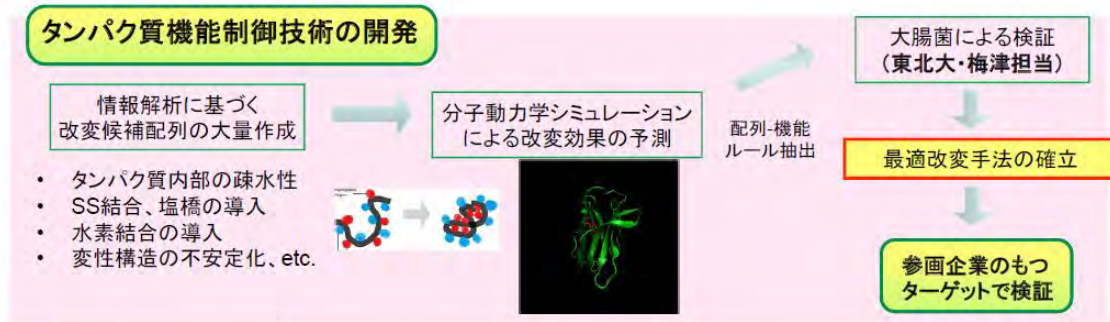 タンパク質機能制御技術の開発
情報解析に基づく
改変候補配列の大量作成
• タンパク質内部の疎水性
• SS結合、塩橋の導入
• 水素結合の導入
• 変性構造の不安定化、etc.
分子動力学シミュレーション
による改変効果の予測
配列-機能
ルール抽出
大腸菌による検証
（東北大・梅津担当）
最適改変手法の確立
参画企業のもつ
ターゲットで検証